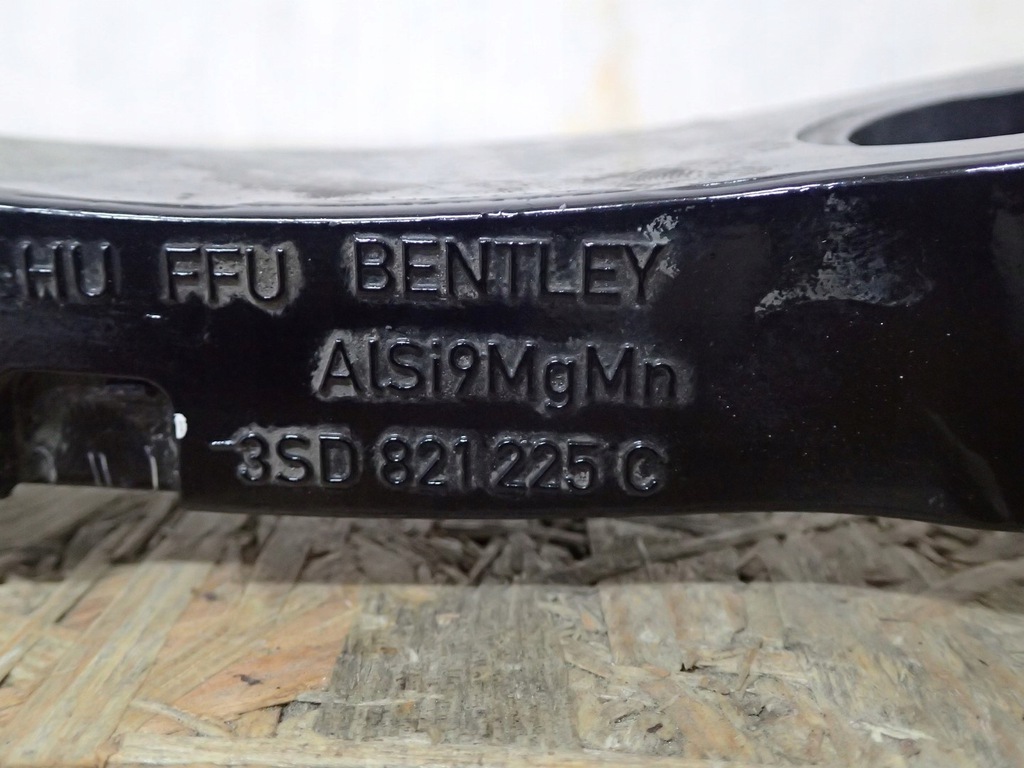 HU FFU BENTLEY
AlSi9MgMn
3SD 821 225 C